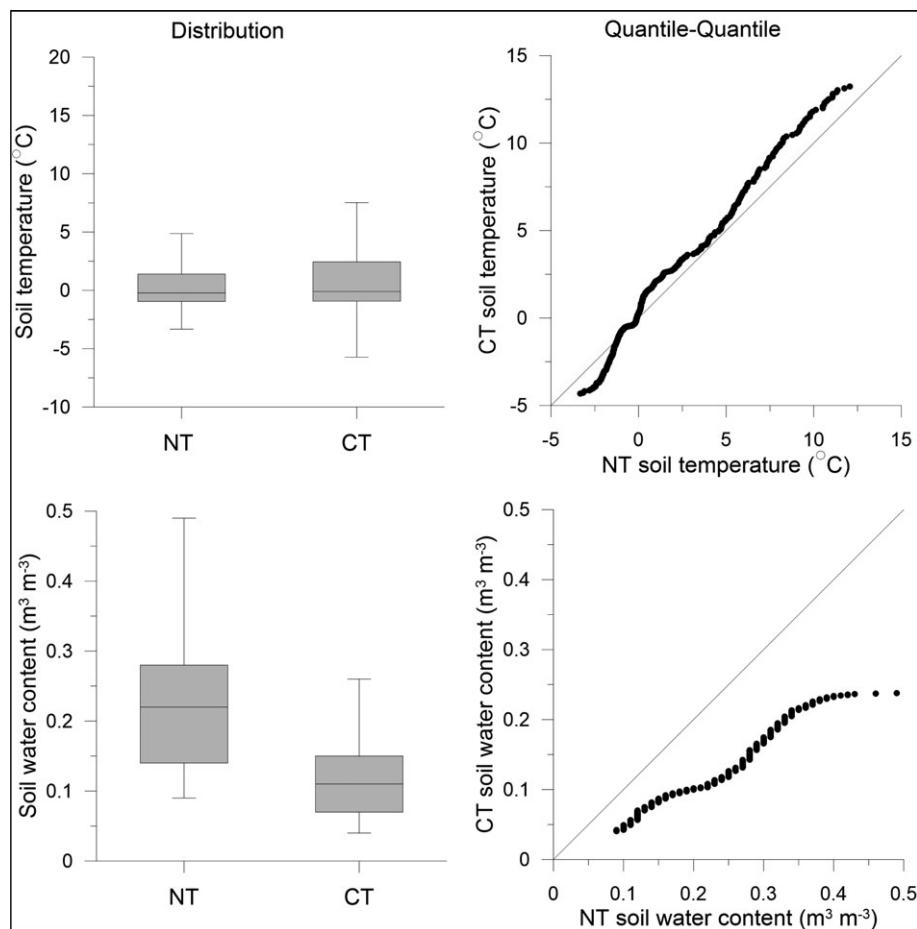 Distribution
20
15
10
5
0
-5
-10
Soil temperature (°C)
NT
CT
Quantile-Quantile
15
10
5
0
-5
CT soil temperature (°C)
-5 0 5 10 15
NT soil temperature (°C)
0.5
0.4
0.3
0.2
0.1
0
Soil water content (m³ m⁻³)
NT
CT
0.5
0.4
0.3
0.2
0.1
0
CT soil water content (m³ m⁻³)
0 0.1 0.2 0.3 0.4 0.5
NT soil water content (m³ m⁻³)